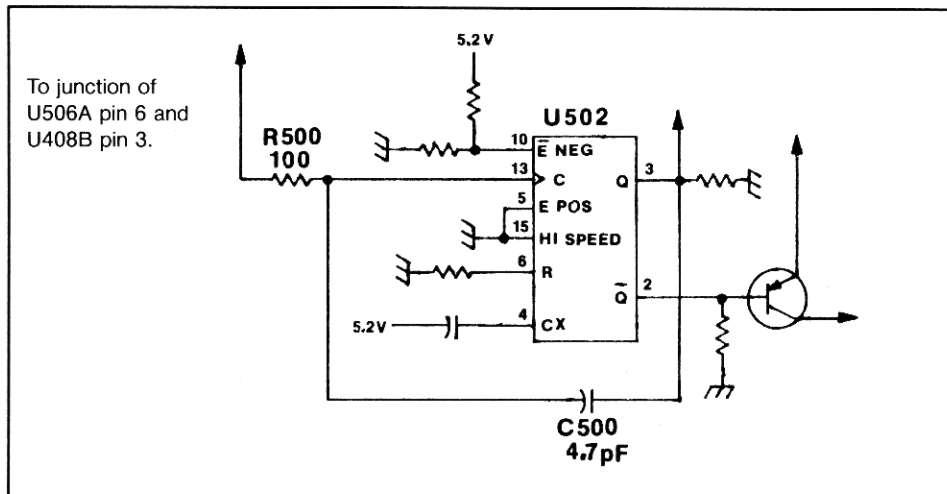 5.2V
To junction of
U506A pin 6 and
U408B pin 3.
R500
100
U502
10
E̅ NEG
13
C
Q
3
5
E POS
15
HI SPEED
6
R
Q̅
2
5.2V
4
CX
C500
4.7pF